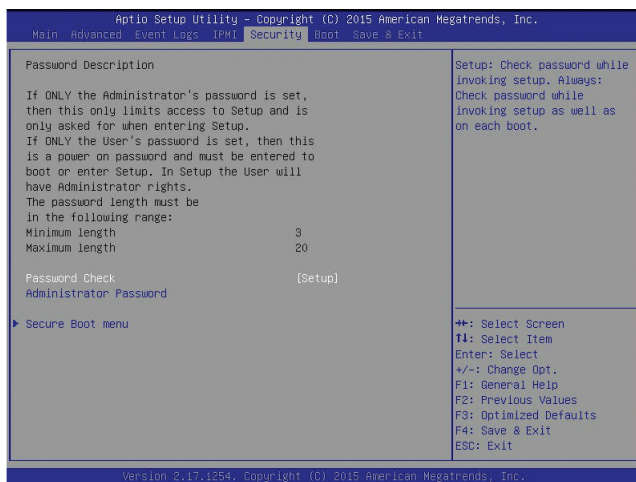 Aptio Setup Utility – Copyright (C) 2015 American Megatrends, Inc.
Main Advanced Event Logs IPMI Security Boot Save & Exit
Password Description
If ONLY the Administrator's password is set,
then this only limits access to Setup and is
only asked for when entering Setup.
If ONLY the User's password is set, then this
is a power on password and must be entered to
boot or enter Setup. In Setup the User will
have Administrator rights.
The password length must be
in the following range:
Minimum length 3
Maximum length 20
Password Check [Setup]
Administrator Password
Secure Boot menu
Setup: Check password while
invoking setup. Always:
Check password while
invoking setup as well as
on each boot.
→←: Select Screen
↑↓: Select Item
Enter: Select
+/-: Change Opt.
F1: General Help
F2: Previous Values
F3: Optimized Defaults
F4: Save & Exit
ESC: Exit
Version 2.17.1254. Copyright (C) 2015 American Megatrends, Inc.